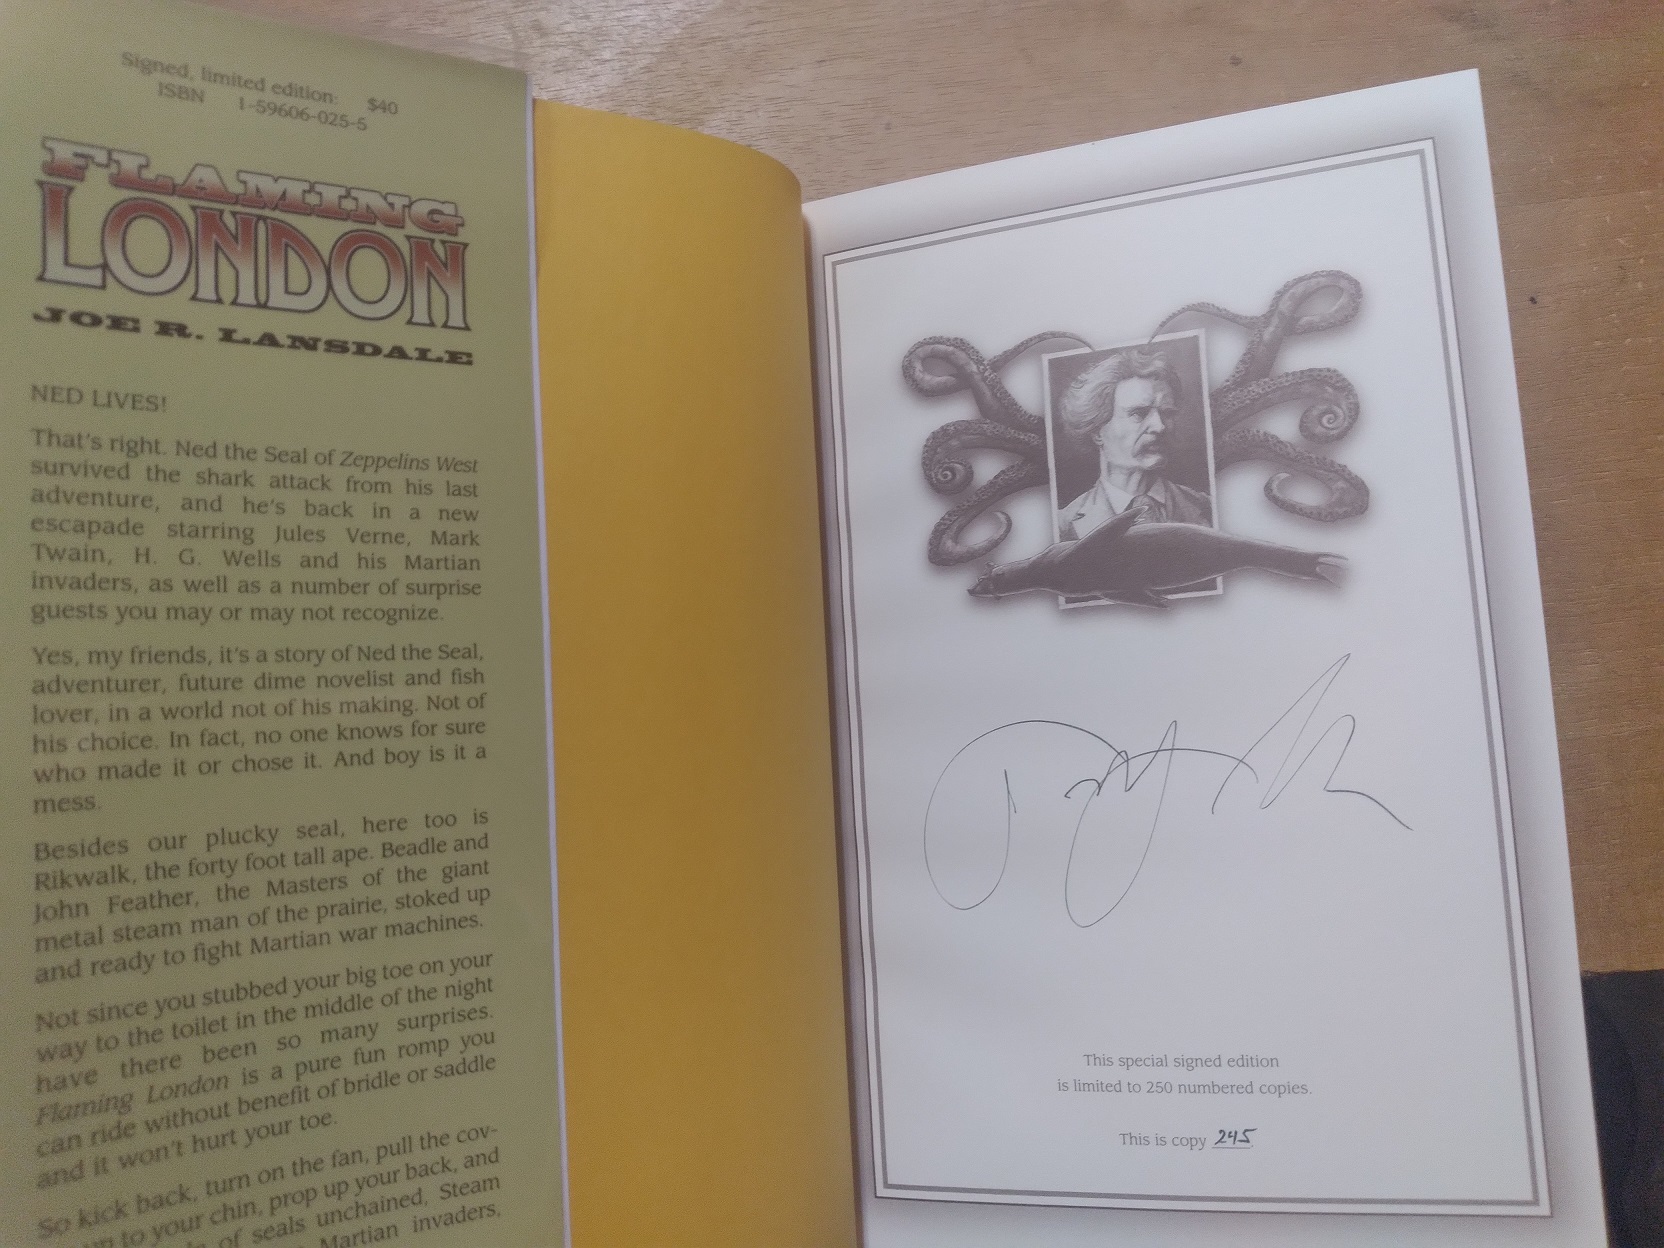 Signed, limited edition: $40
ISBN 1-59606-025-5
FLAMING
LONDON
JOE R. LANSDALE
NED LIVES!
That's right. Ned the Seal of Zeppelins West
survived the shark attack from his last
adventure, and he's back in a new
escapade starring Jules Verne, Mark
Twain, H. G. Wells and his Martian
invaders, as well as a number of surprise
guests you may or may not recognize.
Yes, my friends, it's a story of Ned the Seal,
adventurer, future dime novelist and fish
lover, in a world not of his making. Not of
his choice. In fact, no one knows for sure
who made it or chose it. And boy is it a
mess.
Besides our plucky seal, here too is
Rikwalk, the forty foot tall ape. Beadle and
John Feather, the Masters of the giant
metal steam man of the prairie, stoked up
and ready to fight Martian war machines.
Not since you stubbed your big toe on your
way to the toilet in the middle of the night
have there been so many surprises.
Flaming London is a pure fun romp you
can ride without benefit of bridle or saddle
and it won't hurt your toe.
So kick back, turn on the fan, pull the cov-
up to your chin, prop up your back, and
of seals unchained, Steam
Martian invaders,
This special signed edition
is limited to 250 numbered copies.
This is copy 245